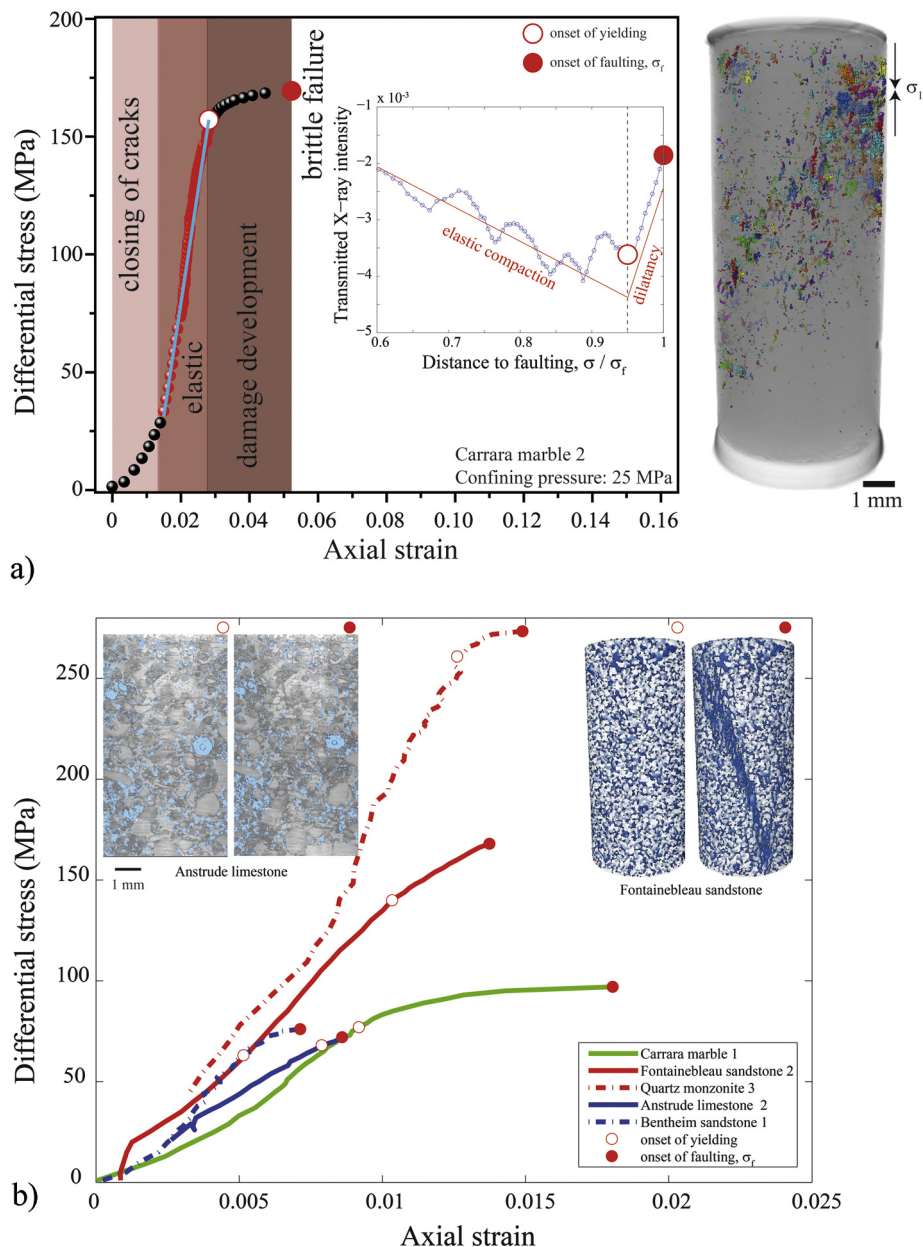 200
150
100
50
0
Differential stress (MPa)
closing of cracks
elastic
damage development
brittle failure
onset of yielding
onset of faulting, σf
x 10⁻³
−1
−2
−3
−4
−5
Transmitted X−ray intensity
elastic compaction
dilatancy
0.6 0.7 0.8 0.9 1
Distance to faulting, σ / σf
Carrara marble 2
Confining pressure: 25 MPa
0 0.02 0.04 0.06 0.08 0.10 0.12 0.14 0.16
Axial strain
σ1
1 mm
a)
250
200
150
100
50
0
Differential stress (MPa)
1 mm
Anstrude limestone
Fontainebleau sandstone
Carrara marble 1
Fontainebleau sandstone 2
Quartz monzonite 3
Anstrude limestone 2
Bentheim sandstone 1
onset of yielding
onset of faulting, σf
0 0.005 0.01 0.015 0.02 0.025
Axial strain
b)